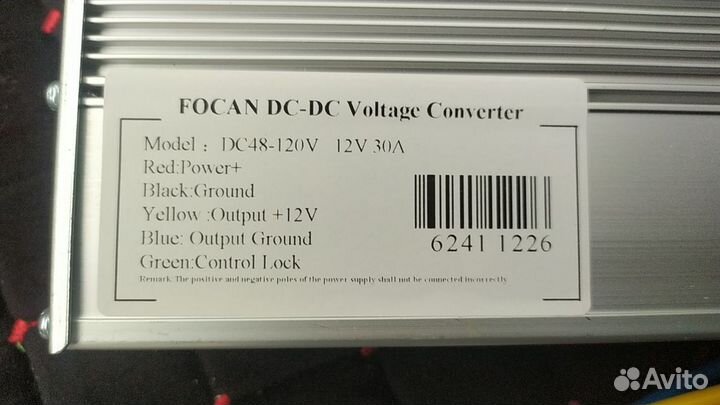 FOCAN DC-DC Voltage Converter
Model : DC48-120V 12V 30A
Red:Power+
Black:Ground
Yellow :Output +12V
Blue: Output Ground
Green:Control Lock
6241 1226
Remark: The positive and negative poles of the power supply shall not be connected incorrectly
Avito